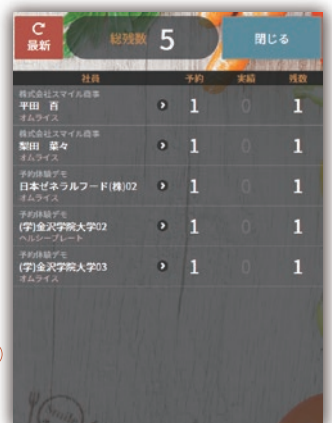 C
最新
総残数 5
閉じる
社員 予約 実績 残数
株式会社スマイル商事
平田 百 1 0 1
オムライス
株式会社スマイル商事
梨田 菜々 1 0 1
オムライス
予約体験デモ
日本ゼネラルフード(株)02 1 0 1
オムライス
予約体験デモ
(学)金沢学院大学02 1 0 1
ヘルシープレート
予約体験デモ
(学)金沢学院大学03 1 0 1
オムライス